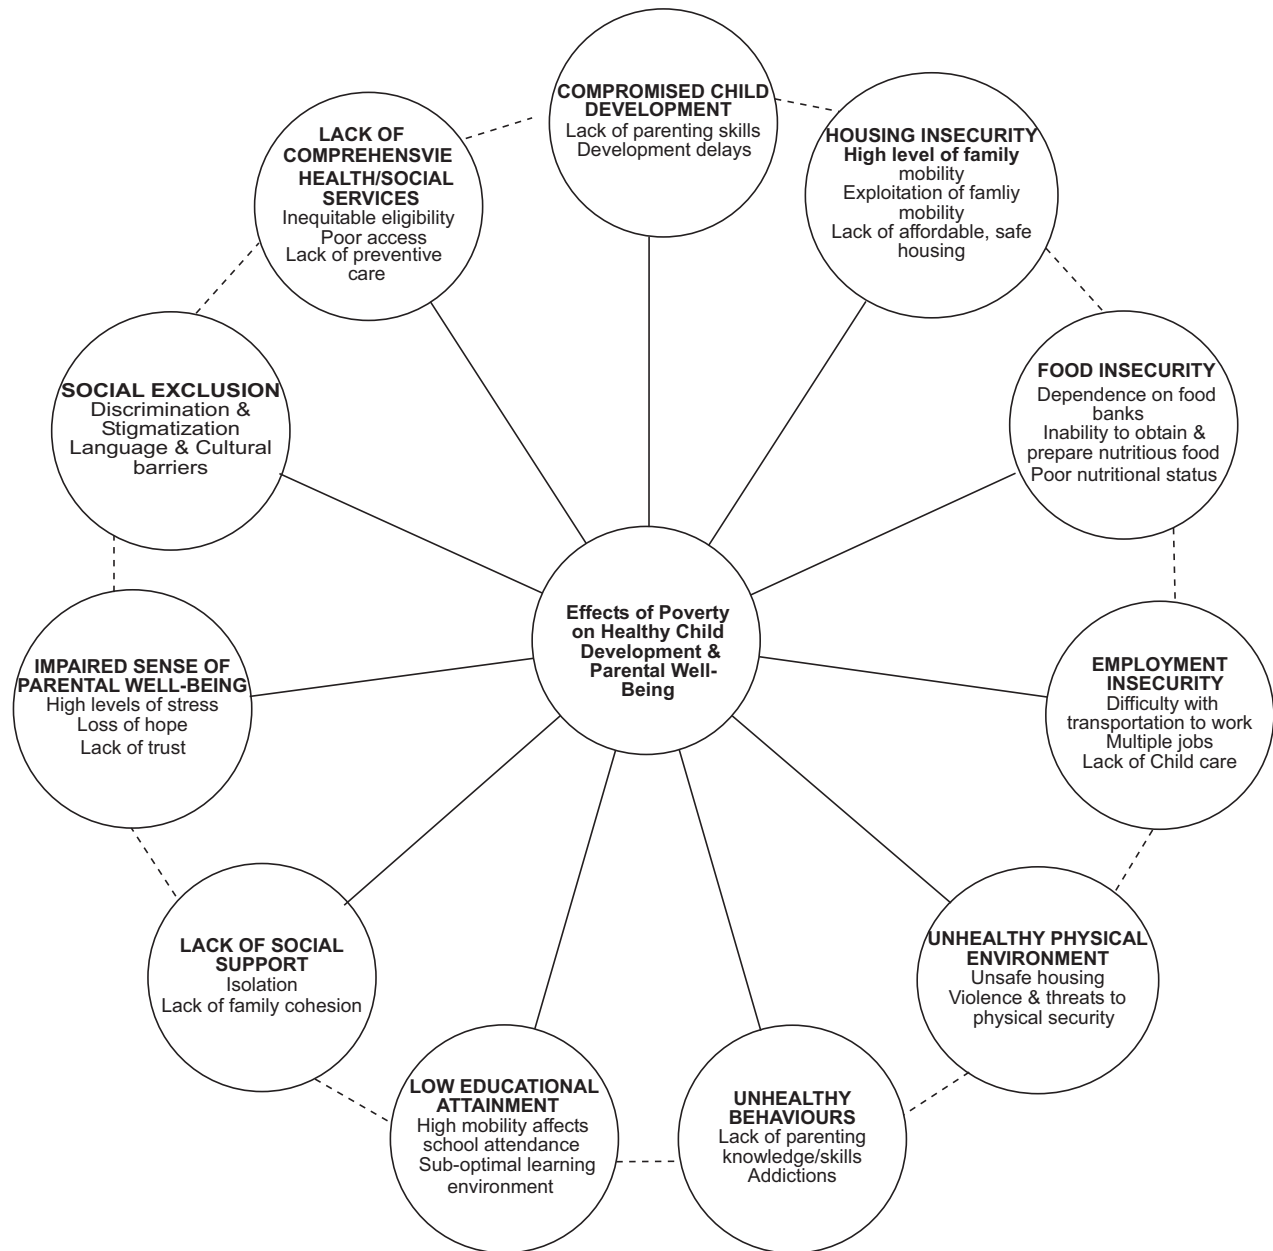 COMPROMISED CHILD
DEVELOPMENT
Lack of parenting skills
Development delays
HOUSING INSECURITY
High level of family
mobility
Exploitation of famliy
mobility
Lack of affordable, safe
housing
FOOD INSECURITY
Dependence on food
banks
Inability to obtain &
prepare nutritious food
Poor nutritional status
EMPLOYMENT
INSECURITY
Difficulty with
transportation to work
Multiple jobs
Lack of Child care
UNHEALTHY PHYSICAL
ENVIRONMENT
Unsafe housing
Violence & threats to
physical security
UNHEALTHY
BEHAVIOURS
Lack of parenting
knowledge/skills
Addictions
LOW EDUCATIONAL
ATTAINMENT
High mobility affects
school attendance
Sub-optimal learning
environment
LACK OF SOCIAL
SUPPORT
Isolation
Lack of family cohesion
IMPAIRED SENSE OF
PARENTAL WELL-BEING
High levels of stress
Loss of hope
Lack of trust
SOCIAL EXCLUSION
Discrimination &
Stigmatization
Language & Cultural
barriers
LACK OF
COMPREHENSVIE
HEALTH/SOCIAL
SERVICES
Inequitable eligibility
Poor access
Lack of preventive
care
Effects of Poverty
on Healthy Child
Development &
Parental Well-
Being